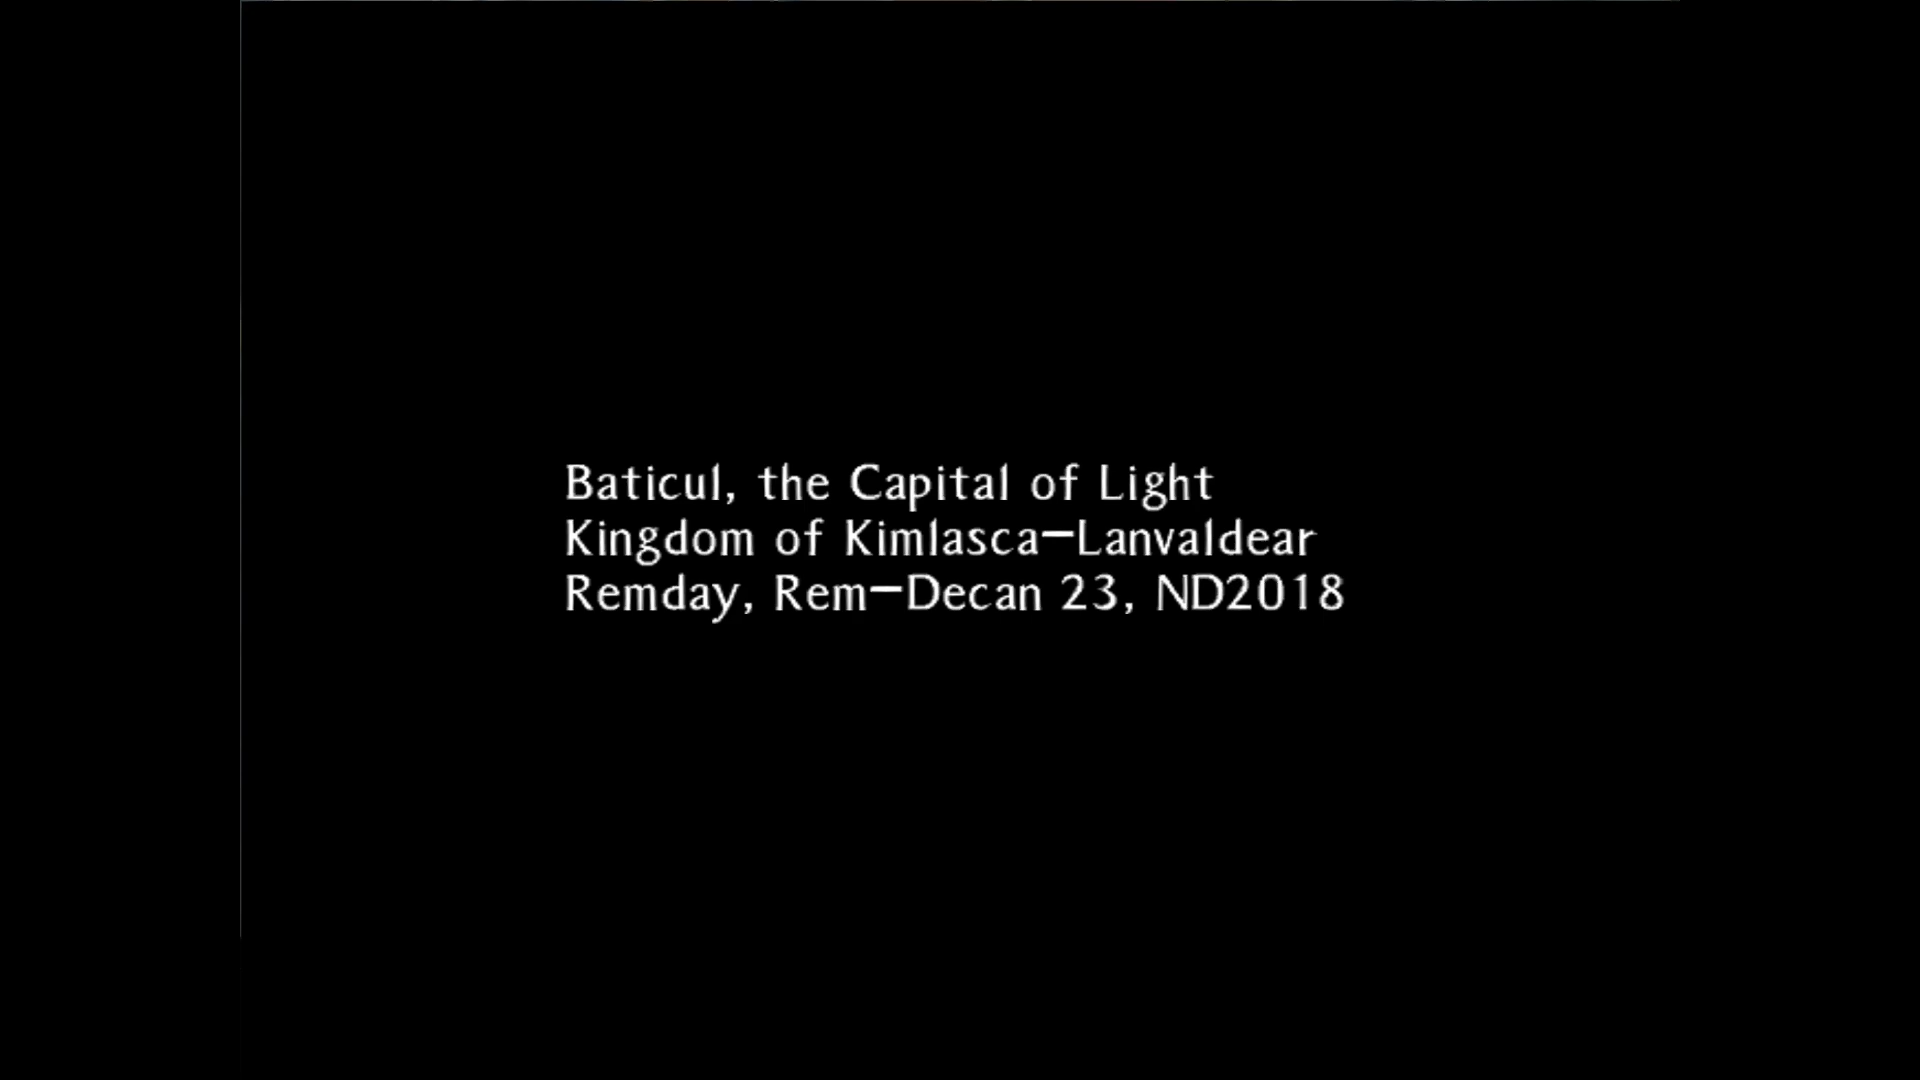 Baticul, the Capital of Light
Kingdom of Kimlasca—Lanvaldear
Remday, Rem—Decan 23, ND2018